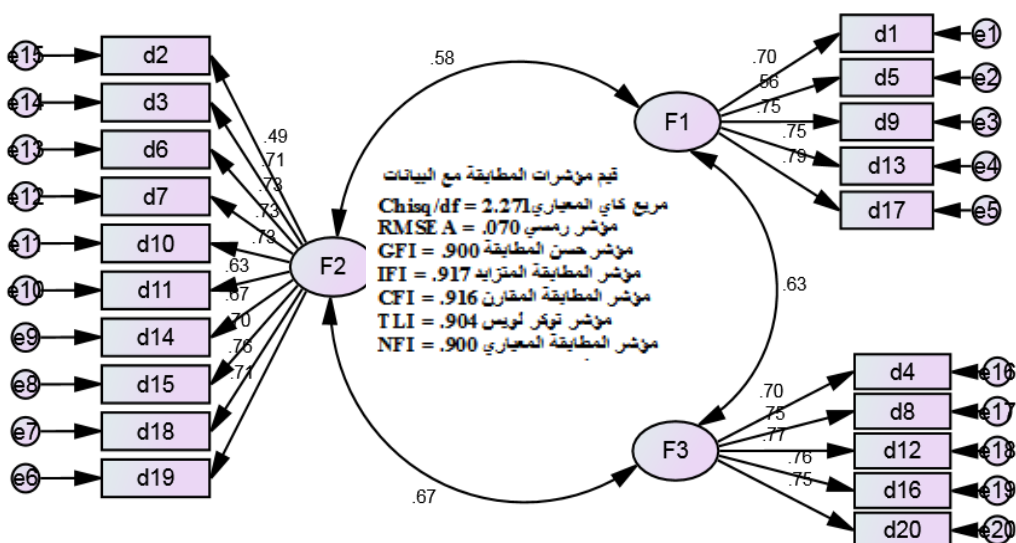 e15 d2 .58 d1 e1
e14 d3 .70 d5 e2
e13 d6 .49 F1 .56 d9 e3
e12 d7 .71 .75 d13 e4
e11 d10 .73 .75 d17 e5
e10 d11 .73 .79
e9 d14 .73 F2
e8 d15 .63
e7 d18 .67
e6 d19 .70
.76
.71
قيم مؤشرات المطابقة مع البيانات
مربع كاي المعياري Chisq/df = 2.271
مؤشر رمسي RMSEA = .070
مؤشر حسن المطابقة GFI = .900
مؤشر المطابقة المتزايد IFI = .917
مؤشر المطابقة المقارن CFI = .916
مؤشر توكر لويس TLI = .904
مؤشر المطابقة المعياري NFI = .900
.63
.67
F3
.70 d4 e16
.75 d8 e17
.77 d12 e18
.76 d16 e19
.75 d20 e20